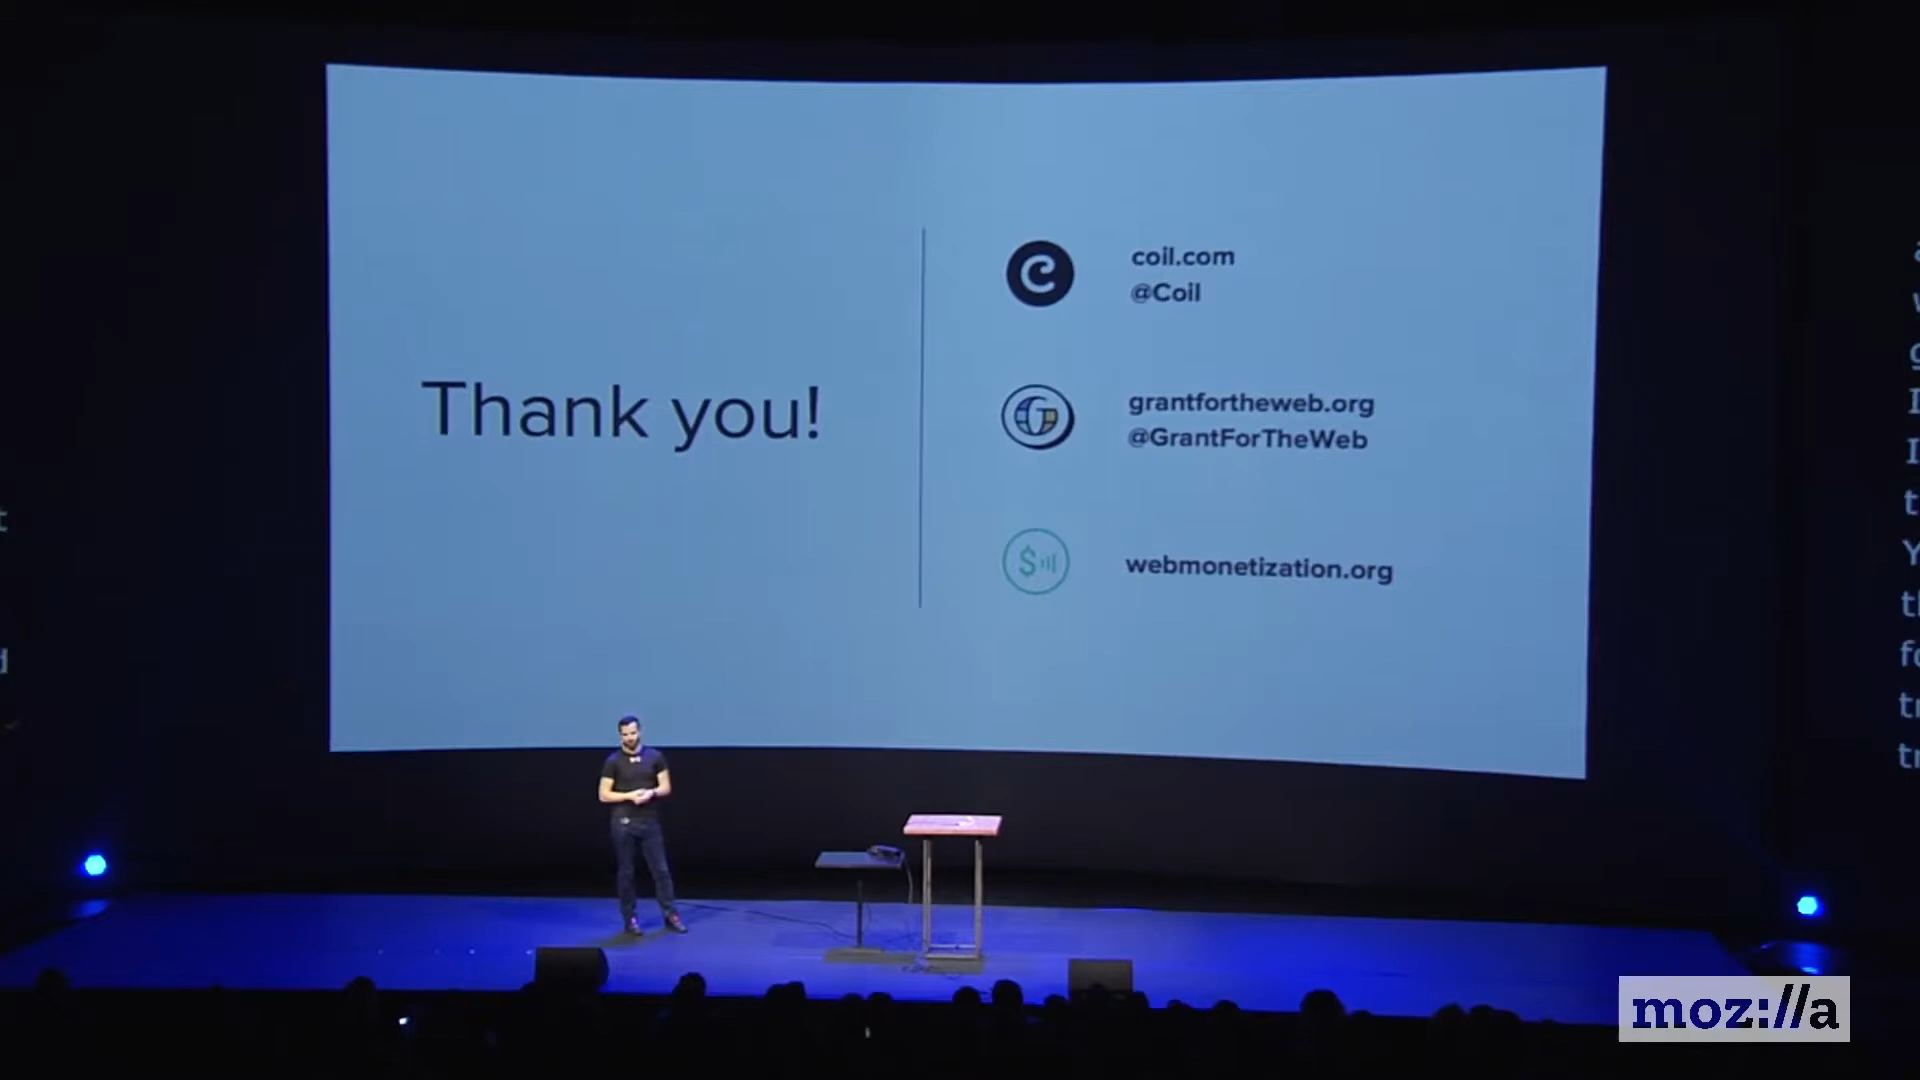 Thank you!
coil.com
@Coil
grantfortheweb.org
@GrantForTheWeb
webmonetization.org
moz://a